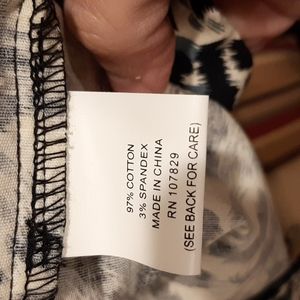 97% COTTON
3% SPANDEX
MADE IN CHINA
RN 107829
(SEE BACK FOR CARE)